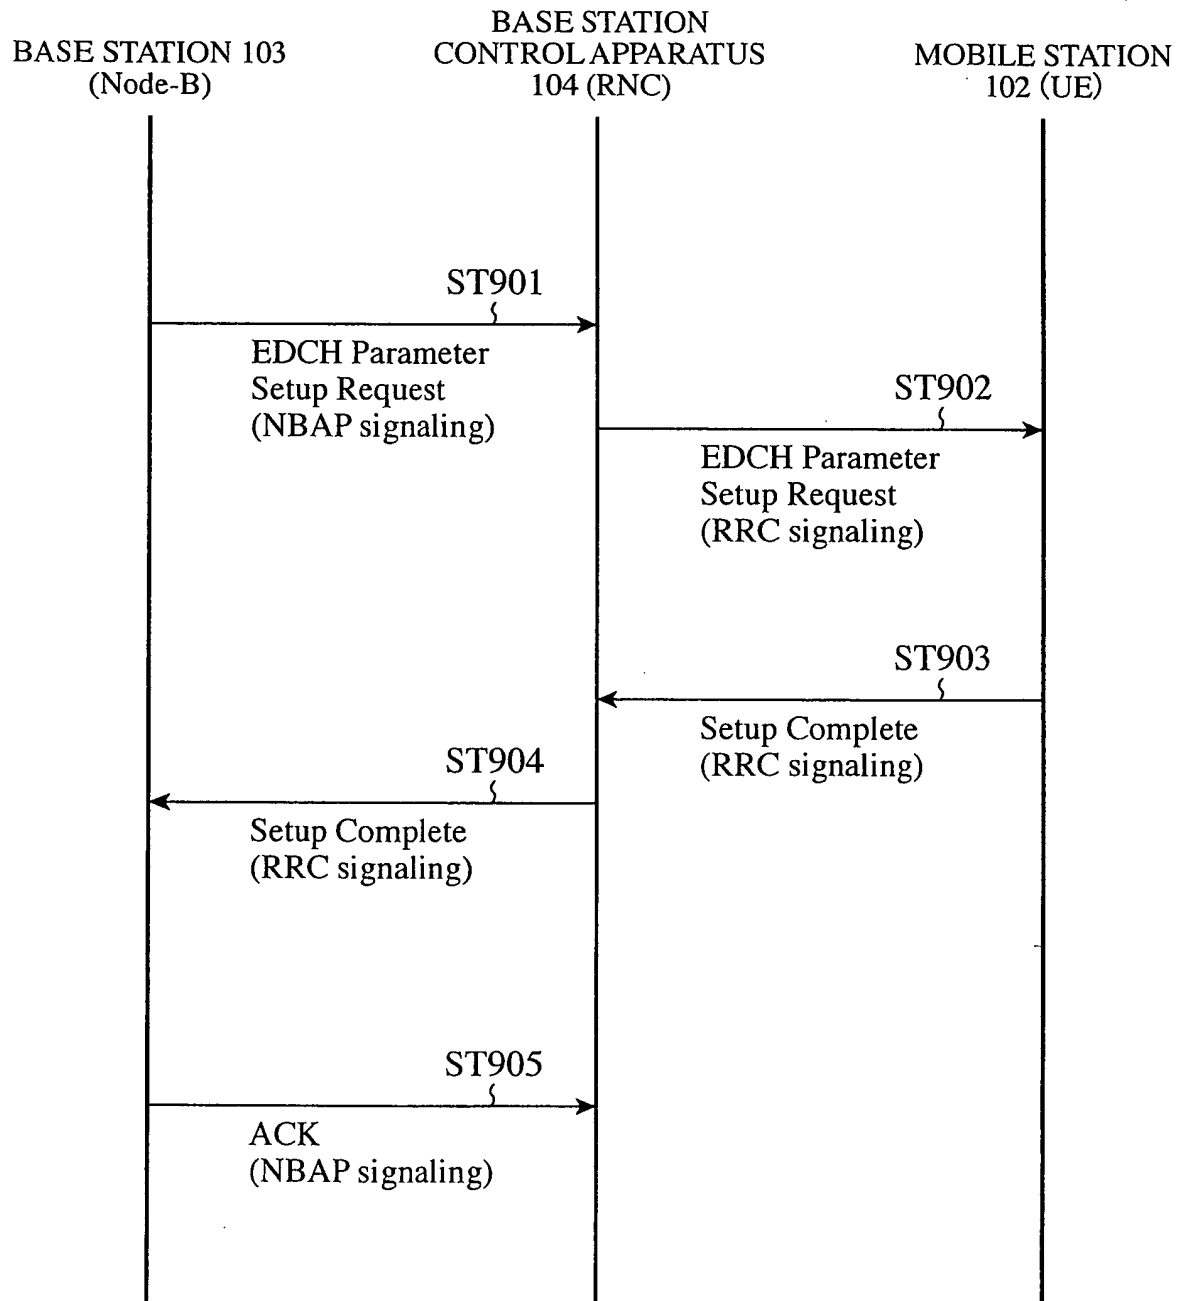 BASE STATION 103
(Node-B)
BASE STATION
CONTROL APPARATUS
104 (RNC)
MOBILE STATION
102 (UE)
ST901
EDCH Parameter
Setup Request
(NBAP signaling)
ST902
EDCH Parameter
Setup Request
(RRC signaling)
ST903
Setup Complete
(RRC signaling)
ST904
Setup Complete
(RRC signaling)
ST905
ACK
(NBAP signaling)